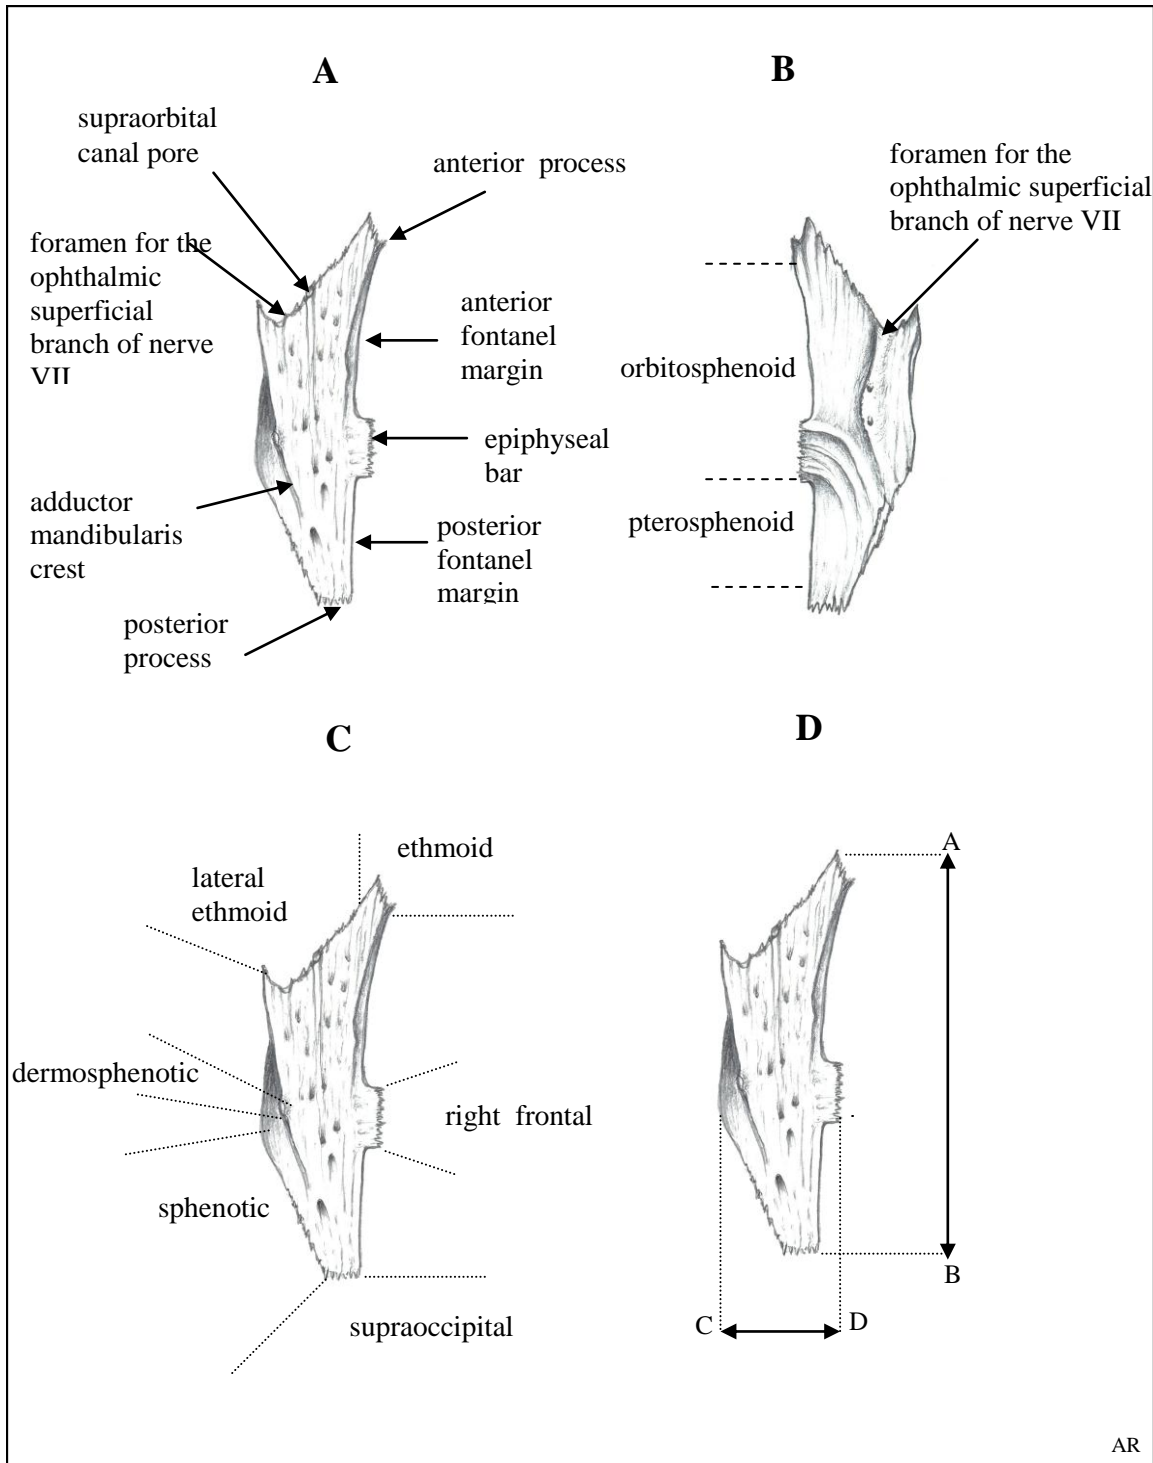 A
supraorbital
canal pore
anterior process
foramen for the
ophthalmic
superficial
branch of nerve
VII
anterior
fontanel
margin
epiphyseal
bar
adductor
mandibularis
crest
posterior
fontanel
margin
posterior
process
B
foramen for the
ophthalmic superficial
branch of nerve VII
orbitosphenoid
pterosphenoid
C
ethmoid
lateral
ethmoid
dermosphenotic
right frontal
sphenotic
supraoccipital
D
A
B
C
D
AR